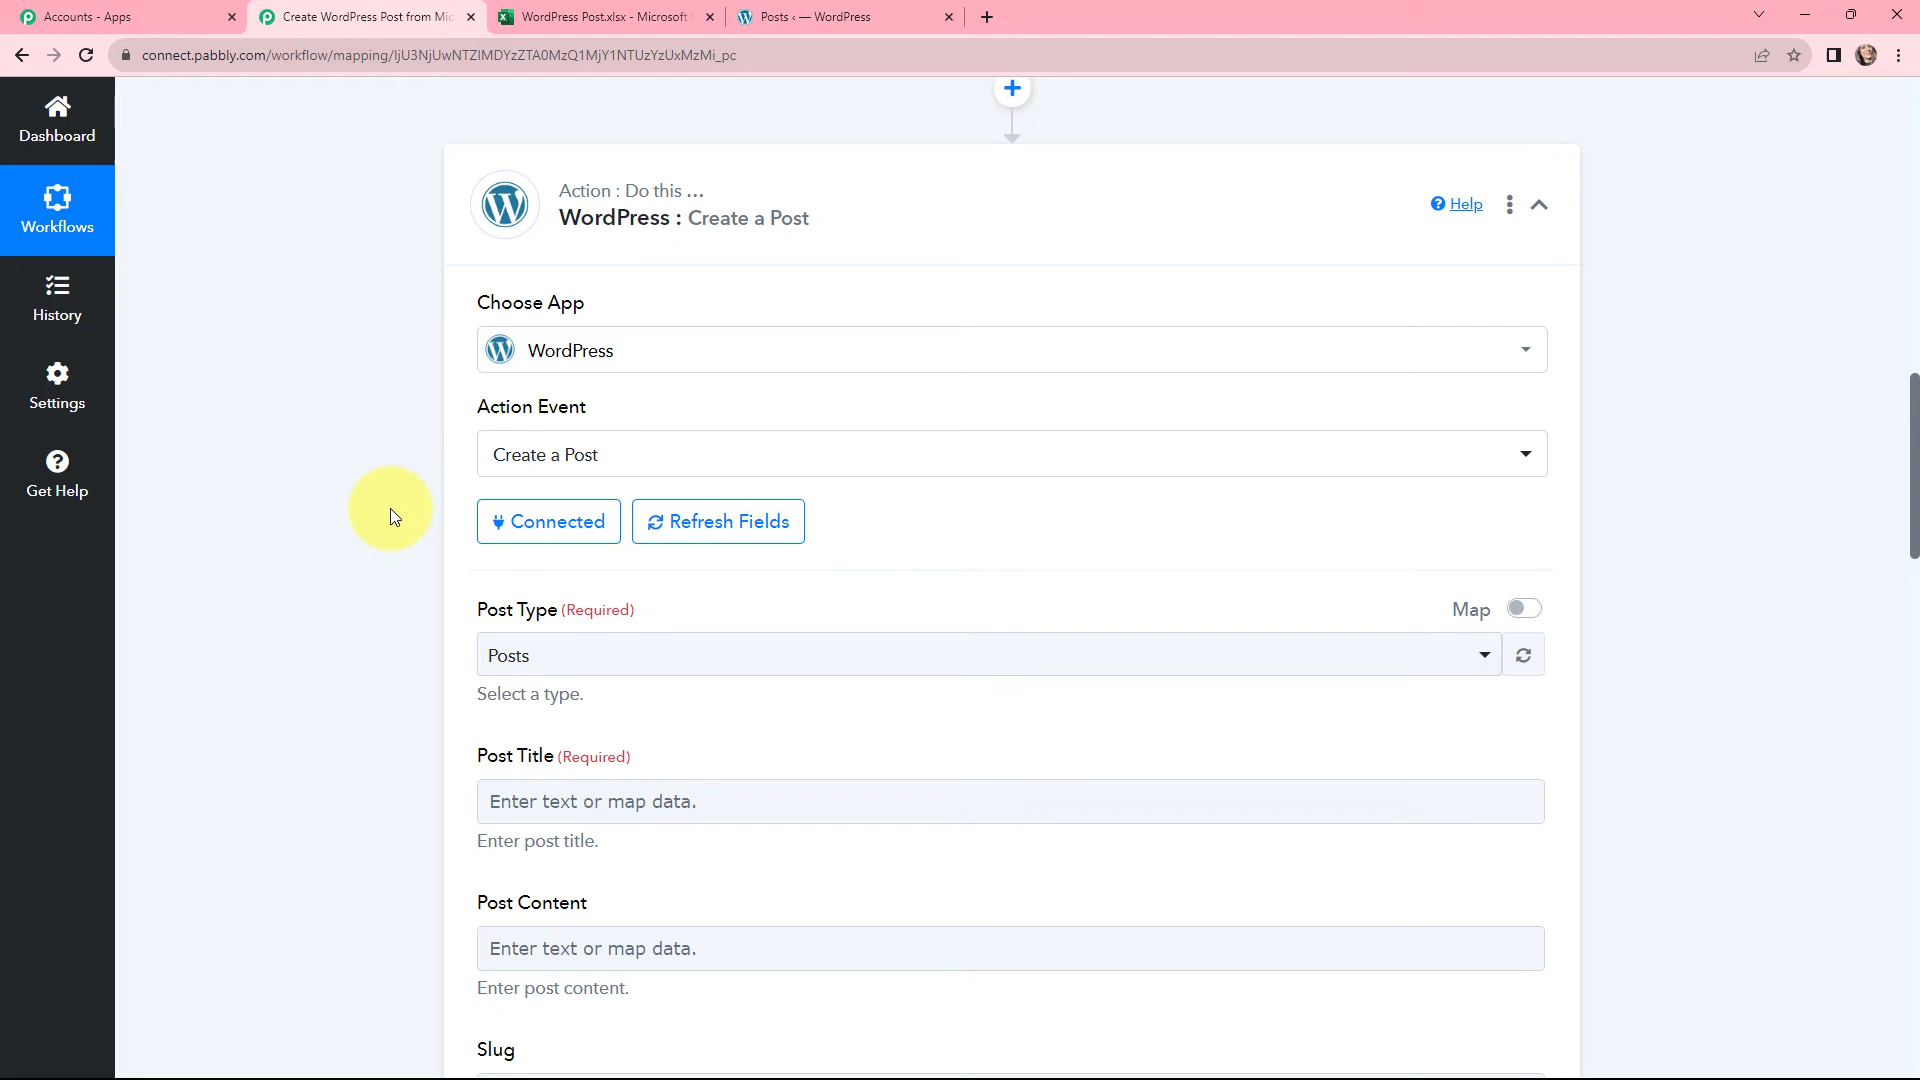 Accounts - Apps
Create WordPress Post from Mic
WordPress Post.xlsx - Microsoft
Posts ‹ — WordPress
connect.pabbly.com/workflow/mapping/IjU3NjUwNTZlMDYzZTA0MzQ1MjY1NTUzYzUxMzMi_pc
Dashboard
Workflows
History
Settings
Get Help
Action : Do this ...
WordPress : Create a Post
Help
Choose App
WordPress
Action Event
Create a Post
Connected
Refresh Fields
Post Type (Required)
Map
Posts
Select a type.
Post Title (Required)
Enter text or map data.
Enter post title.
Post Content
Enter text or map data.
Enter post content.
Slug